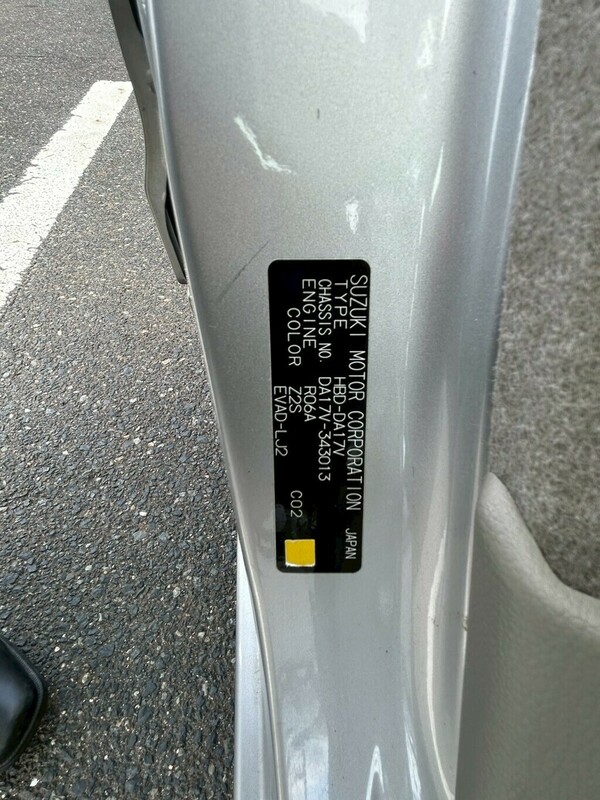 SUZUKI MOTOR CORPORATION JAPAN
TYPE HBD-DA17V
CHASSIS NO. DA17V-343013
ENGINE R06A
COLOR Z2S C02
EVAD-LJ2